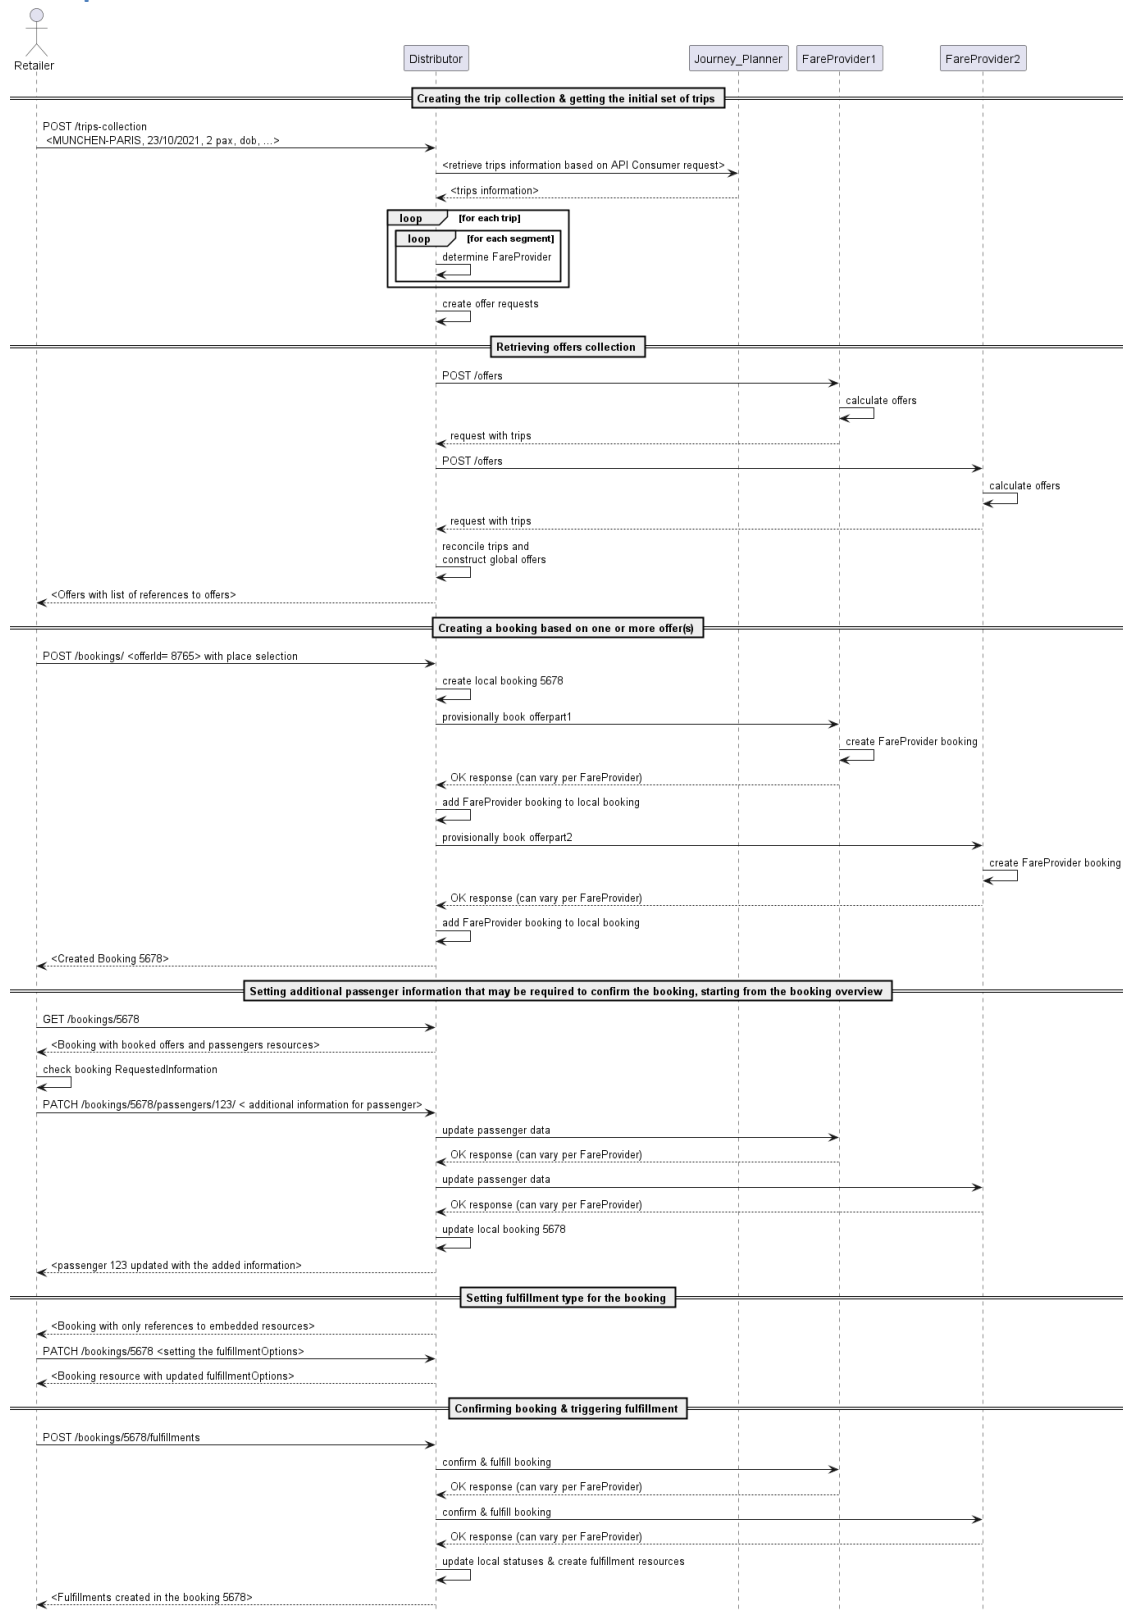 Retailer
Distributor
Journey_Planner
FareProvider1
FareProvider2
Creating the trip collection & getting the initial set of trips
POST /trips-collection
<MUNCHEN-PARIS, 23/10/2021, 2 pax, dob, ...>
<retrieve trips information based on API Consumer request>
<trips information>
loop [for each trip]
loop [for each segment]
determine FareProvider
create offer requests
Retrieving offers collection
POST /offers
calculate offers
request with trips
POST /offers
calculate offers
request with trips
reconcile trips and
construct global offers
<Offers with list of references to offers>
Creating a booking based on one or more offer(s)
POST /bookings/ <offerId= 8765> with place selection
create local booking 5678
provisionally book offerpart1
create FareProvider booking
OK response (can vary per FareProvider)
add FareProvider booking to local booking
provisionally book offerpart2
create FareProvider booking
OK response (can vary per FareProvider)
add FareProvider booking to local booking
<Created Booking 5678>
Setting additional passenger information that may be required to confirm the booking, starting from the booking overview
GET /bookings/5678
<Booking with booked offers and passengers resources>
check booking RequestedInformation
PATCH /bookings/5678/passengers/123/ < additional information for passenger>
update passenger data
OK response (can vary per FareProvider)
update passenger data
OK response (can vary per FareProvider)
update local booking 5678
<passenger 123 updated with the added information>
Setting fulfillment type for the booking
<Booking with only references to embedded resources>
PATCH /bookings/5678 <setting the fulfillmentOptions>
<Booking resource with updated fulfillmentOptions>
Confirming booking & triggering fulfillment
POST /bookings/5678/fulfillments
confirm & fulfill booking
OK response (can vary per FareProvider)
confirm & fulfill booking
OK response (can vary per FareProvider)
update local statuses & create fulfillment resources
<Fulfillments created in the booking 5678>